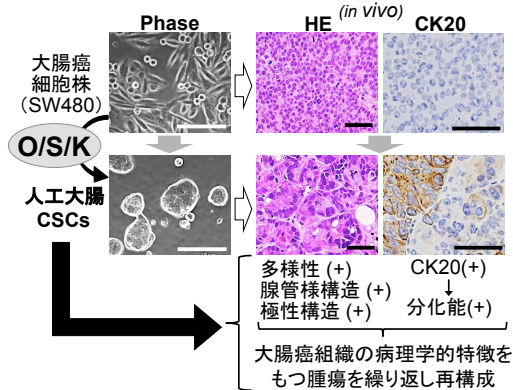 (in vivo)
Phase
HE
CK20
大腸癌
細胞株
(SW480)
O/S/K
人工大腸
CSCs
多様性 (+)
腺管様構造 (+)
極性構造 (+)
CK20(+)
↓
分化能(+)
大腸癌組織の病理学的特徴を
もつ腫瘍を繰り返し再構成